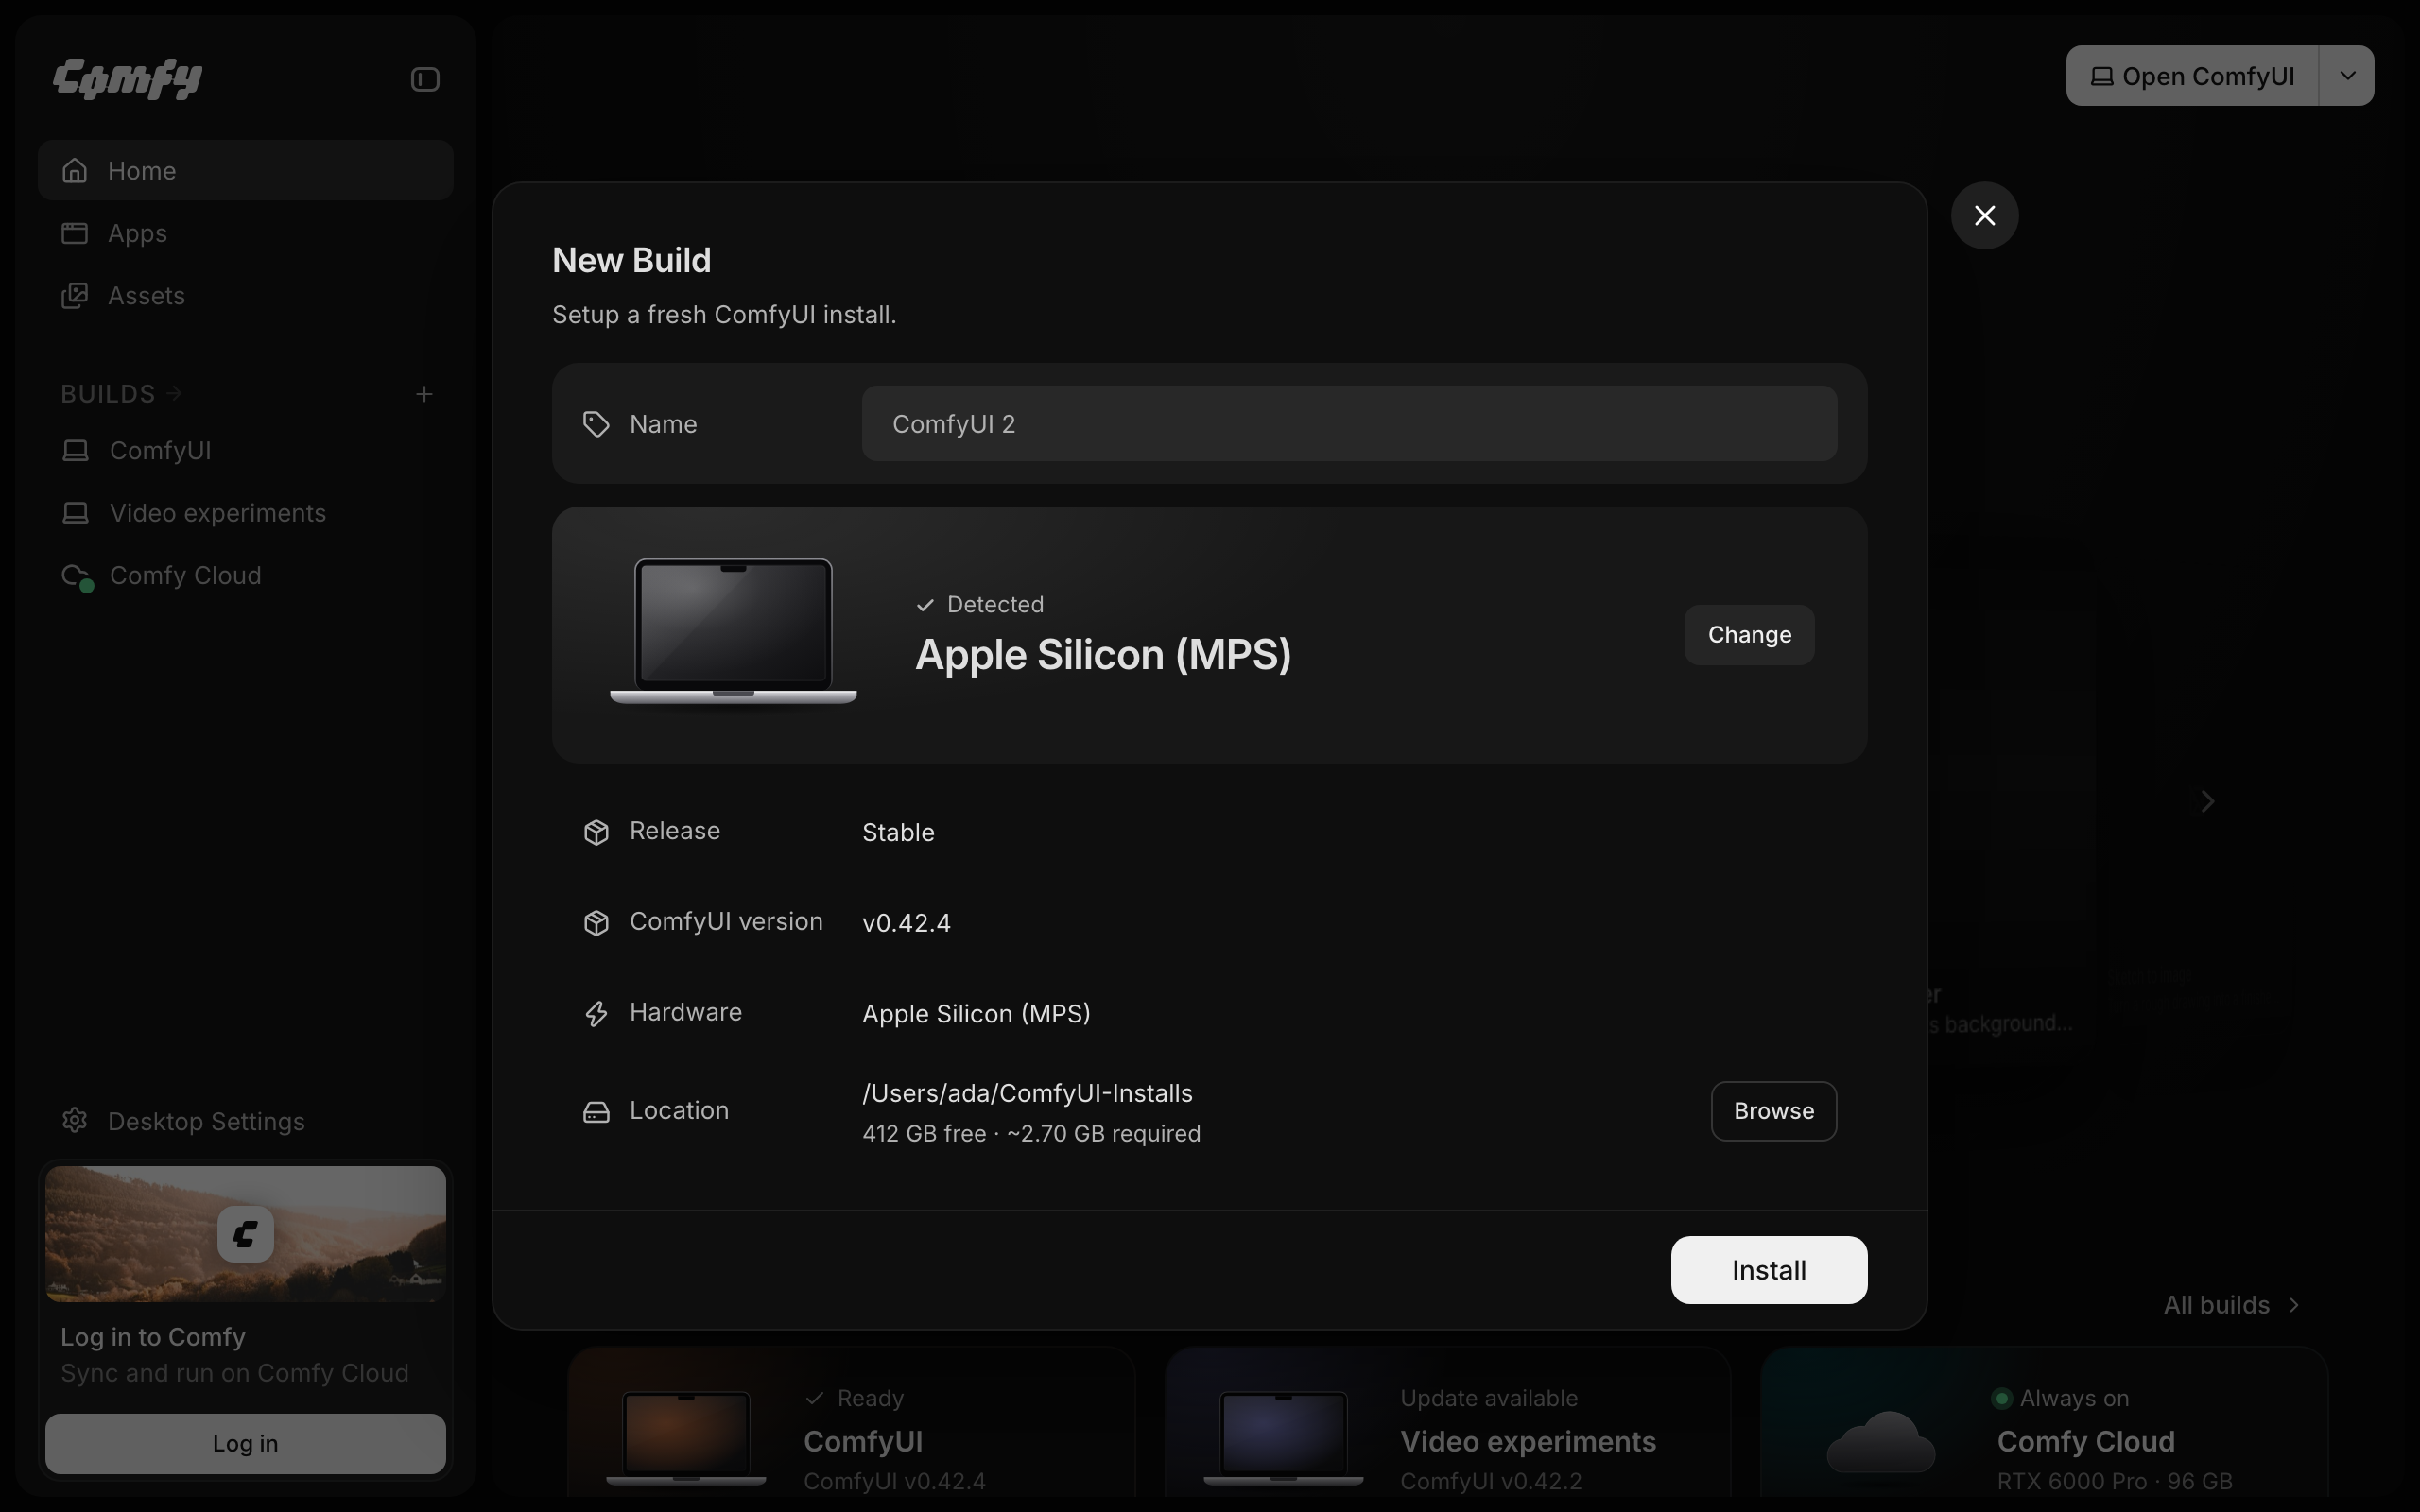 Comfy
Open ComfyUI
Home
Apps
Assets
BUILDS
ComfyUI
Video experiments
Comfy Cloud
New Build
Setup a fresh ComfyUI install.
Name
ComfyUI 2
Detected
Apple Silicon (MPS)
Change
Release
Stable
ComfyUI version
v0.42.4
Hardware
Apple Silicon (MPS)
Location
/Users/ada/ComfyUI-Installs
412 GB free · ~2.70 GB required
Browse
Install
s background...
Desktop Settings
Log in to Comfy
Sync and run on Comfy Cloud
Log in
All builds
Ready
ComfyUI
ComfyUI v0.42.4
Update available
Video experiments
ComfyUI v0.42.2
Always on
Comfy Cloud
RTX 6000 Pro · 96 GB